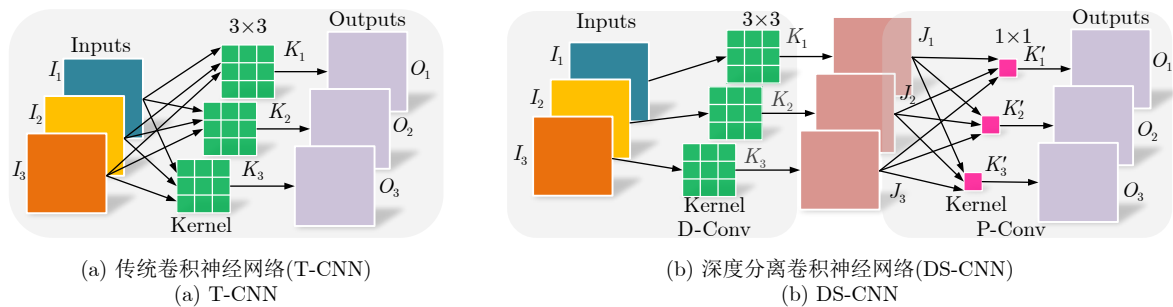 3×3
Outputs
Inputs
K₁
I₁
O₁
I₂
K₂
O₂
I₃
K₃
O₃
Kernel
(a) 传统卷积神经网络(T-CNN)
(a) T-CNN
3×3
Outputs
Inputs
K₁
J₁
1×1
I₁
K′₁
O₁
I₂
K₂
J₂
K′₂
O₂
I₃
K₃
J₃
K′₃
O₃
Kernel
Kernel
D-Conv
P-Conv
(b) 深度分离卷积神经网络(DS-CNN)
(b) DS-CNN